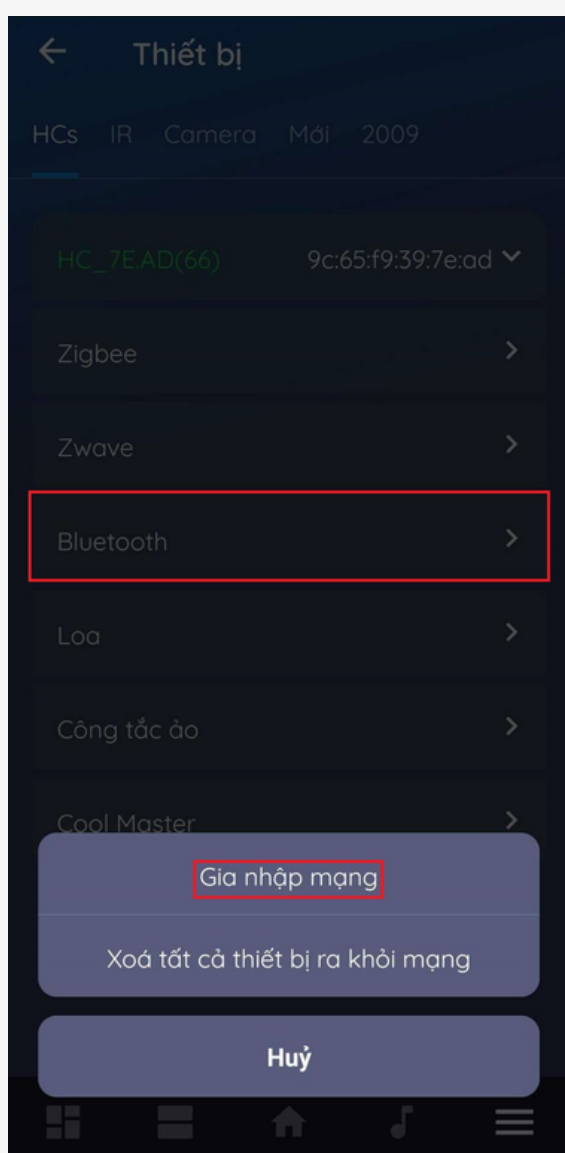 Thiết bị
HCs IR Camera Mới 2009
HC_7E.AD(66) 9c:65:f9:39:7e:ad
Zigbee
Zwave
Bluetooth
Loa
Công tắc ảo
Cool Master
Gia nhập mạng
Xoá tất cả thiết bị ra khỏi mạng
Huỷ